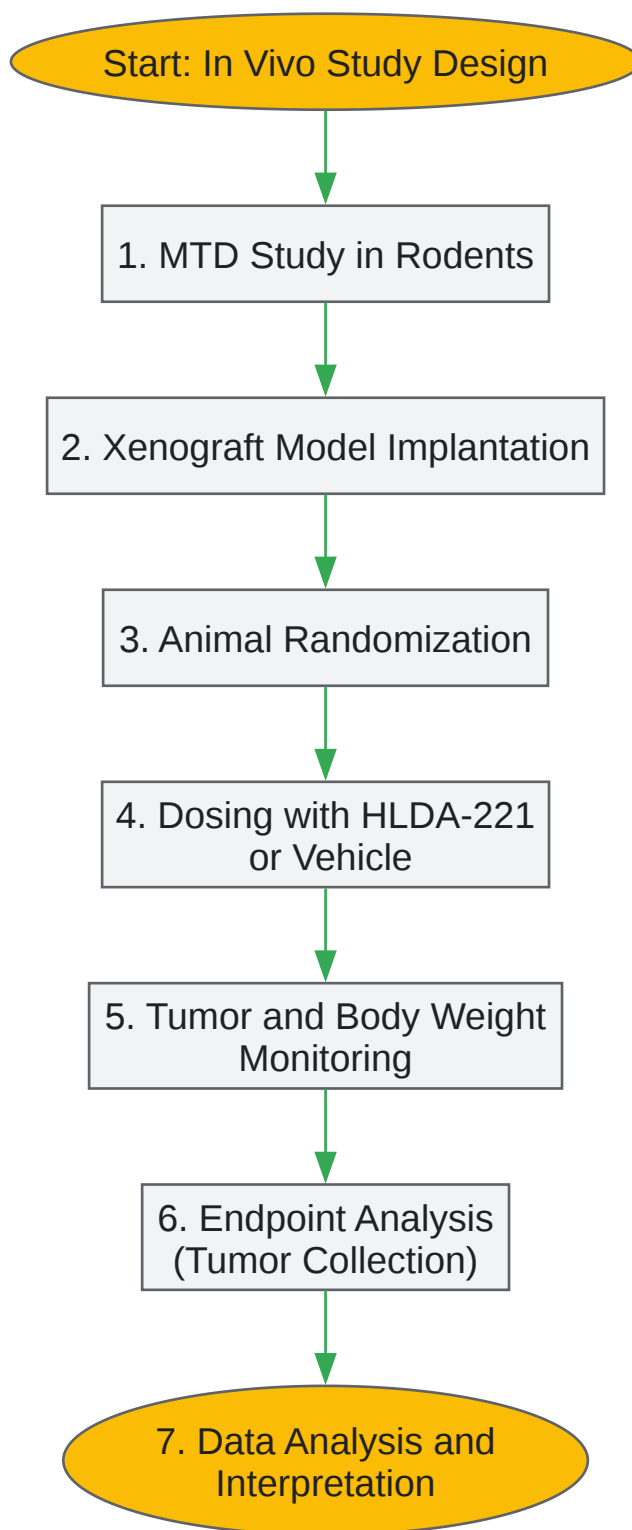 Start: In Vivo Study Design
1. MTD Study in Rodents
2. Xenograft Model Implantation
3. Animal Randomization
4. Dosing with HLDA-221
or Vehicle
5. Tumor and Body Weight
Monitoring
6. Endpoint Analysis
(Tumor Collection)
7. Data Analysis and
Interpretation